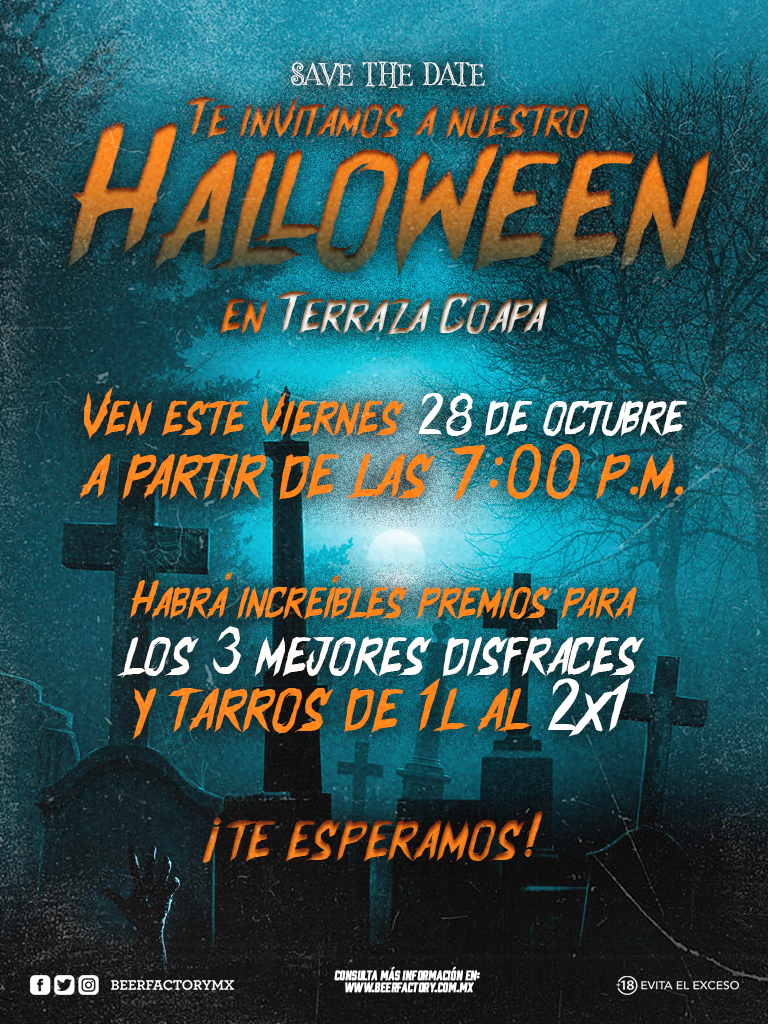 SAVE THE DATE
TE INVITAMOS A NUESTRO
HALLOWEEN
EN TERRAZA COAPA
VEN ESTE VIERNES 28 DE OCTUBRE
A PARTIR DE LAS 7:00 P.M.
HABRÁ INCREÍBLES PREMIOS PARA
LOS 3 MEJORES DISFRACES
Y TARROS DE 1L AL 2X1
¡TE ESPERAMOS!
BEERFACTORYMX
CONSULTA MÁS INFORMACIÓN EN:
WWW.BEERFACTORY.COM.MX
-18 EVITA EL EXCESO